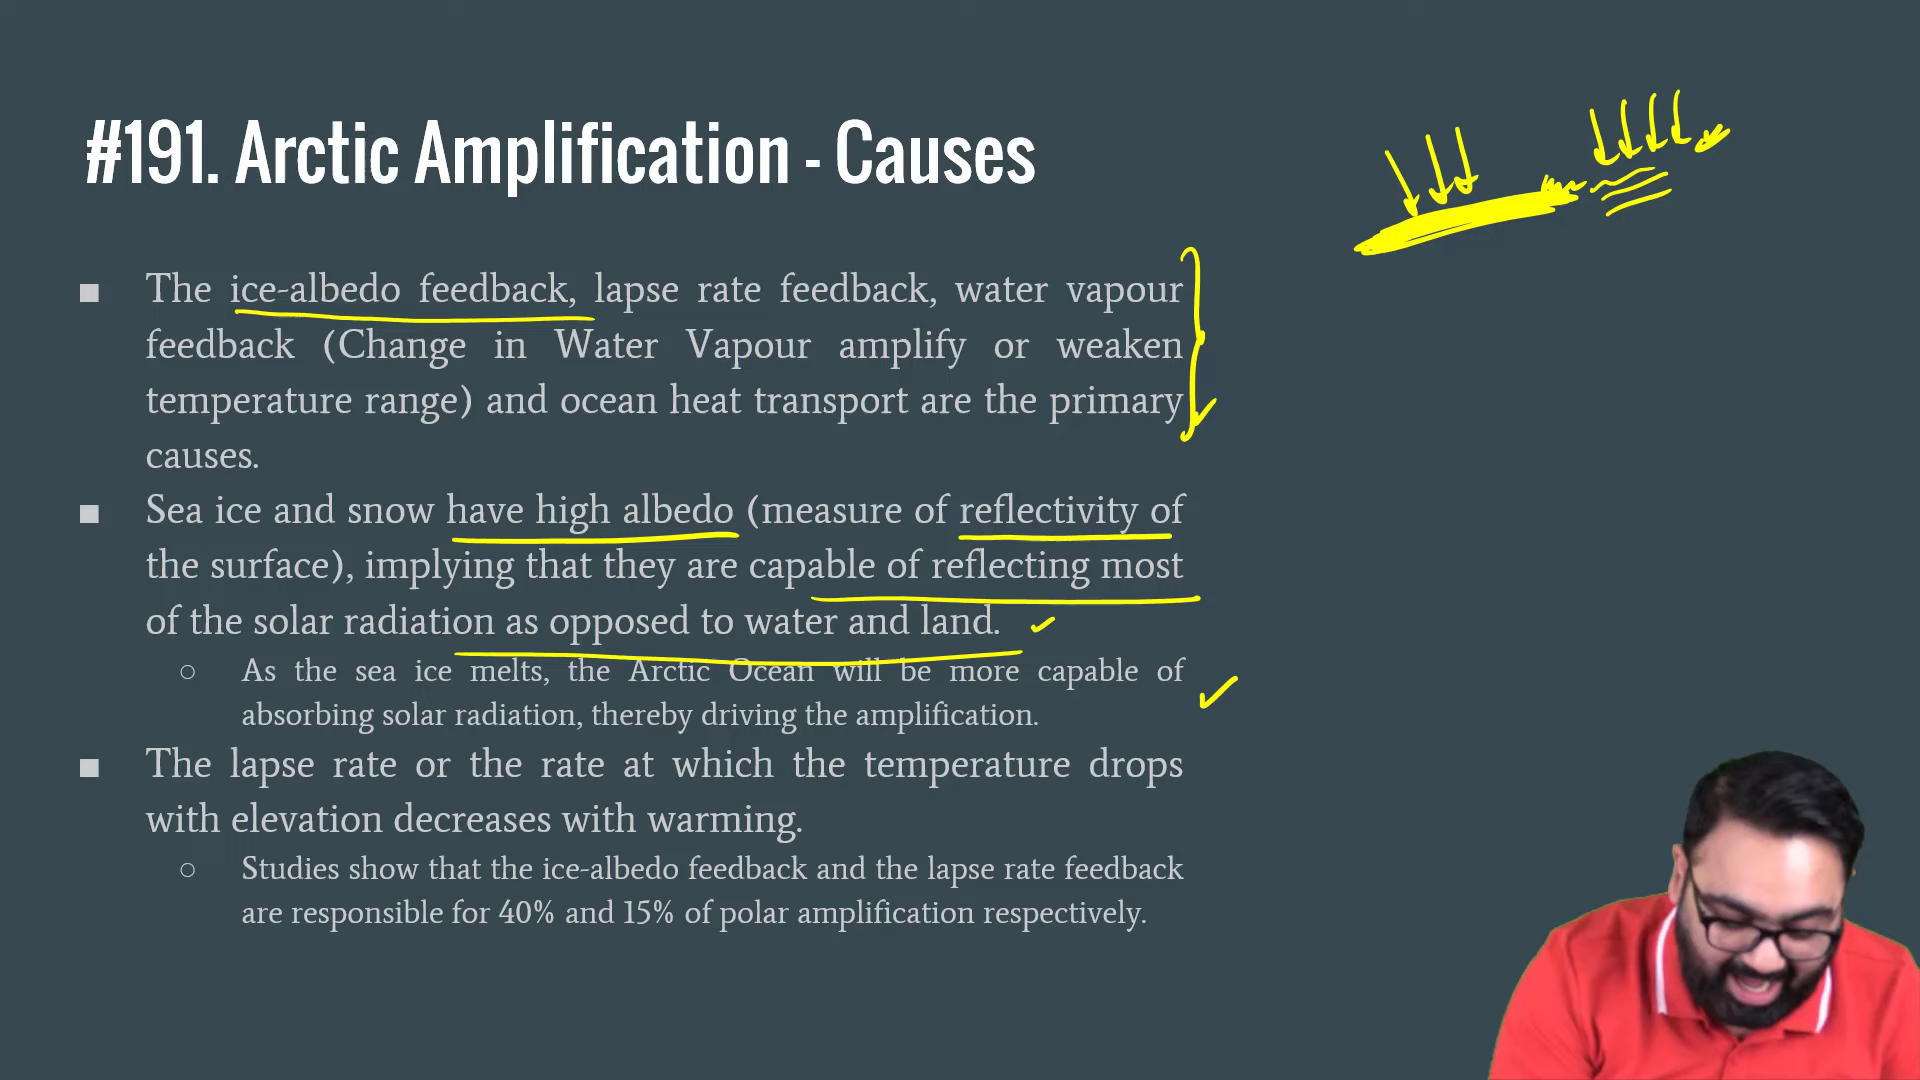 #191. Arctic Amplification - Causes
■ The ice-albedo feedback, lapse rate feedback, water vapour
feedback (Change in Water Vapour amplify or weaken
temperature range) and ocean heat transport are the primary
causes.
■ Sea ice and snow have high albedo (measure of reflectivity of
the surface), implying that they are capable of reflecting most
of the solar radiation as opposed to water and land.
○ As the sea ice melts, the Arctic Ocean will be more capable of
absorbing solar radiation, thereby driving the amplification.
■ The lapse rate or the rate at which the temperature drops
with elevation decreases with warming.
○ Studies show that the ice-albedo feedback and the lapse rate feedback
are responsible for 40% and 15% of polar amplification respectively.